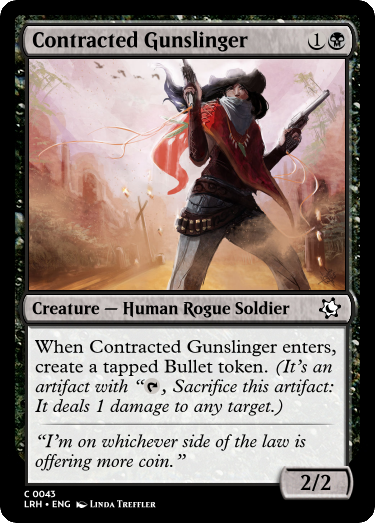 Contracted Gunslinger 1
Creature — Human Rogue Soldier
When Contracted Gunslinger enters,
create a tapped Bullet token. (It's an
artifact with “, Sacrifice this artifact:
It deals 1 damage to any target.)
“I'm on whichever side of the law is
offering more coin.”
2/2
C 0043
LRH • ENG Linda Treffler